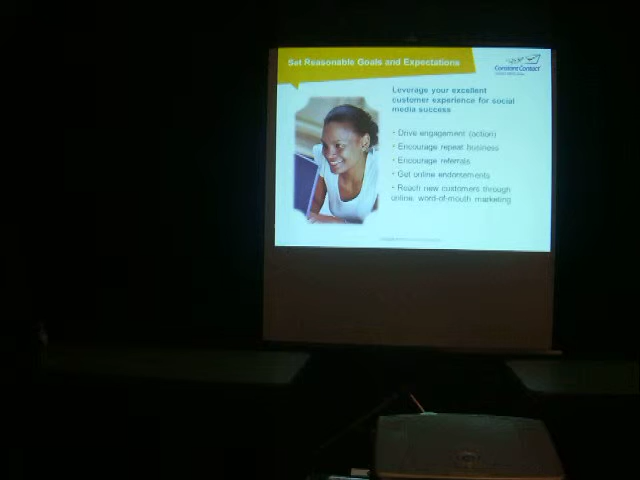 Set Reasonable Goals and Expectations
Constant Contact
Leverage your excellent
customer experience for social
media success
• Drive engagement (action)
• Encourage repeat business
• Encourage referrals
• Get online endorsements
• Reach new customers through
online, word-of-mouth marketing